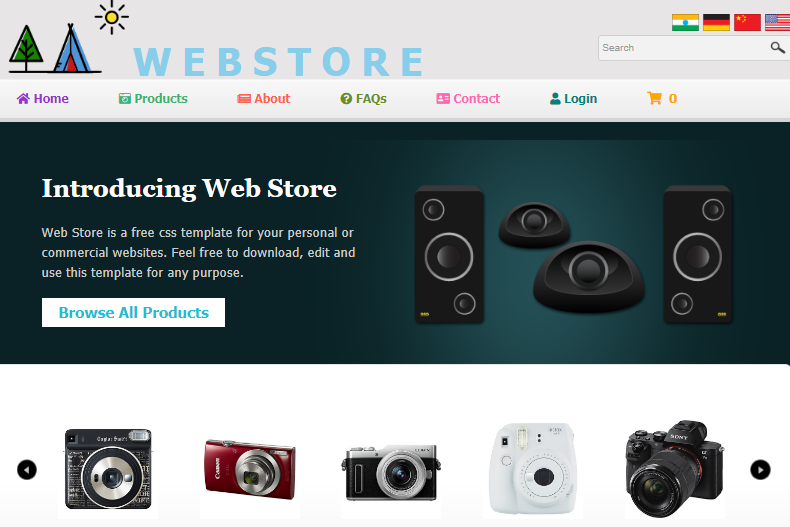 WEBSTORE
Search
Home Products About FAQs Contact Login 0
Introducing Web Store
Web Store is a free css template for your personal or
commercial websites. Feel free to download, edit and
use this template for any purpose.
Browse All Products
Canon
SONY